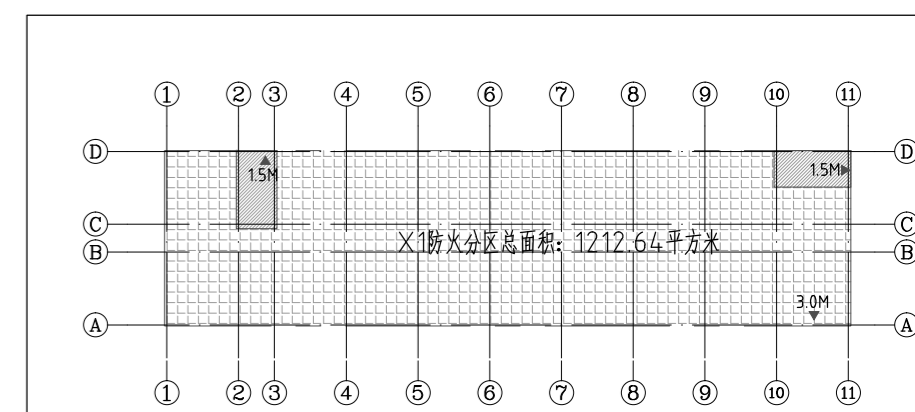 ① ② ③ ④ ⑤ ⑥ ⑦ ⑧ ⑨ ⑩ ⑪
D D
1.5M 1.5M
C C
X1防火分区总面积：1212.64平方米
B B
3.0M
A A
① ② ③ ④ ⑤ ⑥ ⑦ ⑧ ⑨ ⑩ ⑪